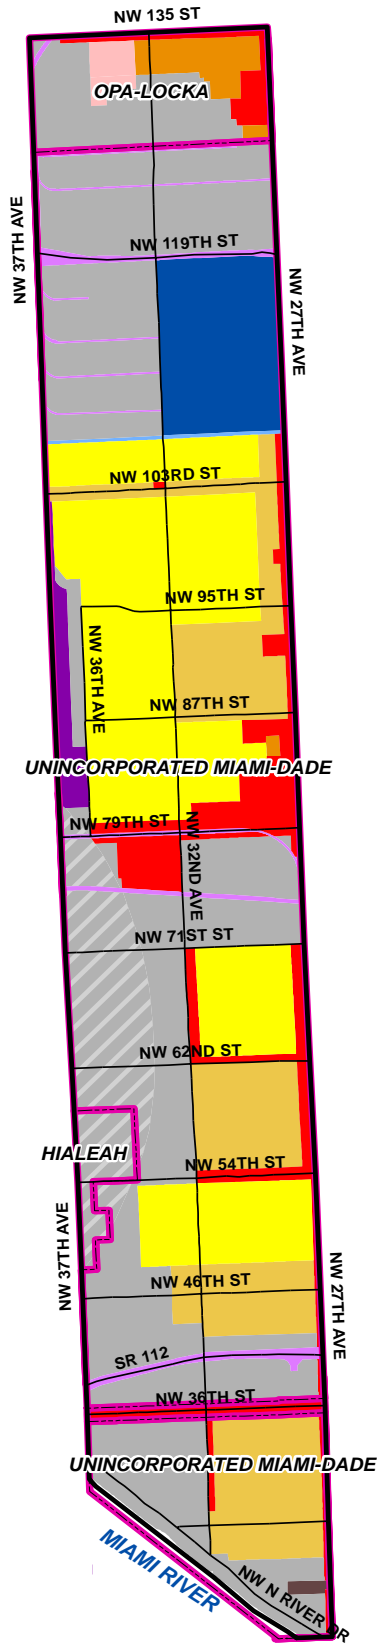 NW 135 ST
OPA-LOCKA
NW 37TH AVE
NW 119TH ST
NW 27TH AVE
NW 103RD ST
NW 95TH ST
NW 36TH AVE
NW 87TH ST
UNINCORPORATED MIAMI-DADE
NW 79TH ST
NW 32ND AVE
NW 71ST ST
NW 62ND ST
HIALEAH
NW 54TH ST
NW 37TH AVE
NW 27TH AVE
NW 46TH ST
SR 112
NW 36TH ST
UNINCORPORATED MIAMI-DADE
MIAMI RIVER
NW N RIVER DR